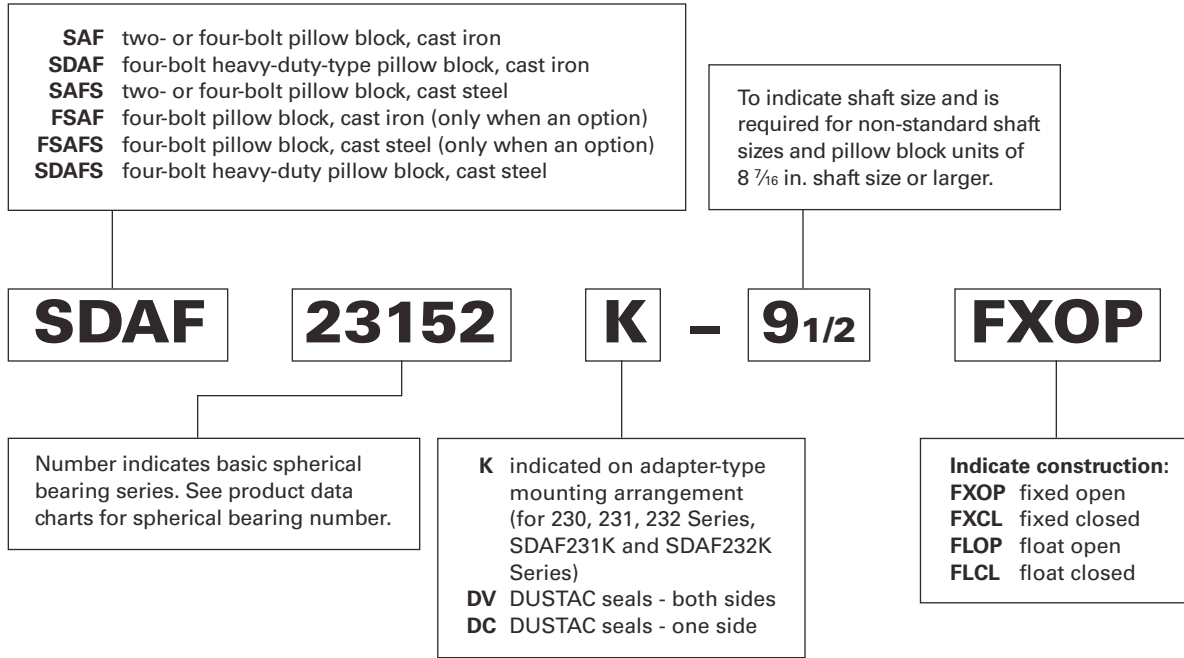 SAF two- or four-bolt pillow block, cast iron
SDAF four-bolt heavy-duty-type pillow block, cast iron
SAFS two- or four-bolt pillow block, cast steel
FSAF four-bolt pillow block, cast iron (only when an option)
FSAFS four-bolt pillow block, cast steel (only when an option)
SDAFS four-bolt heavy-duty pillow block, cast steel
To indicate shaft size and is
required for non-standard shaft
sizes and pillow block units of
8 7/16 in. shaft size or larger.
SDAF 23152 K – 9 1/2 FXOP
Number indicates basic spherical
bearing series. See product data
charts for spherical bearing number.
K indicated on adapter-type
mounting arrangement
(for 230, 231, 232 Series,
SDAF231K and SDAF232K
Series)
DV DUSTAC seals - both sides
DC DUSTAC seals - one side
Indicate construction:
FXOP fixed open
FXCL fixed closed
FLOP float open
FLCL float closed